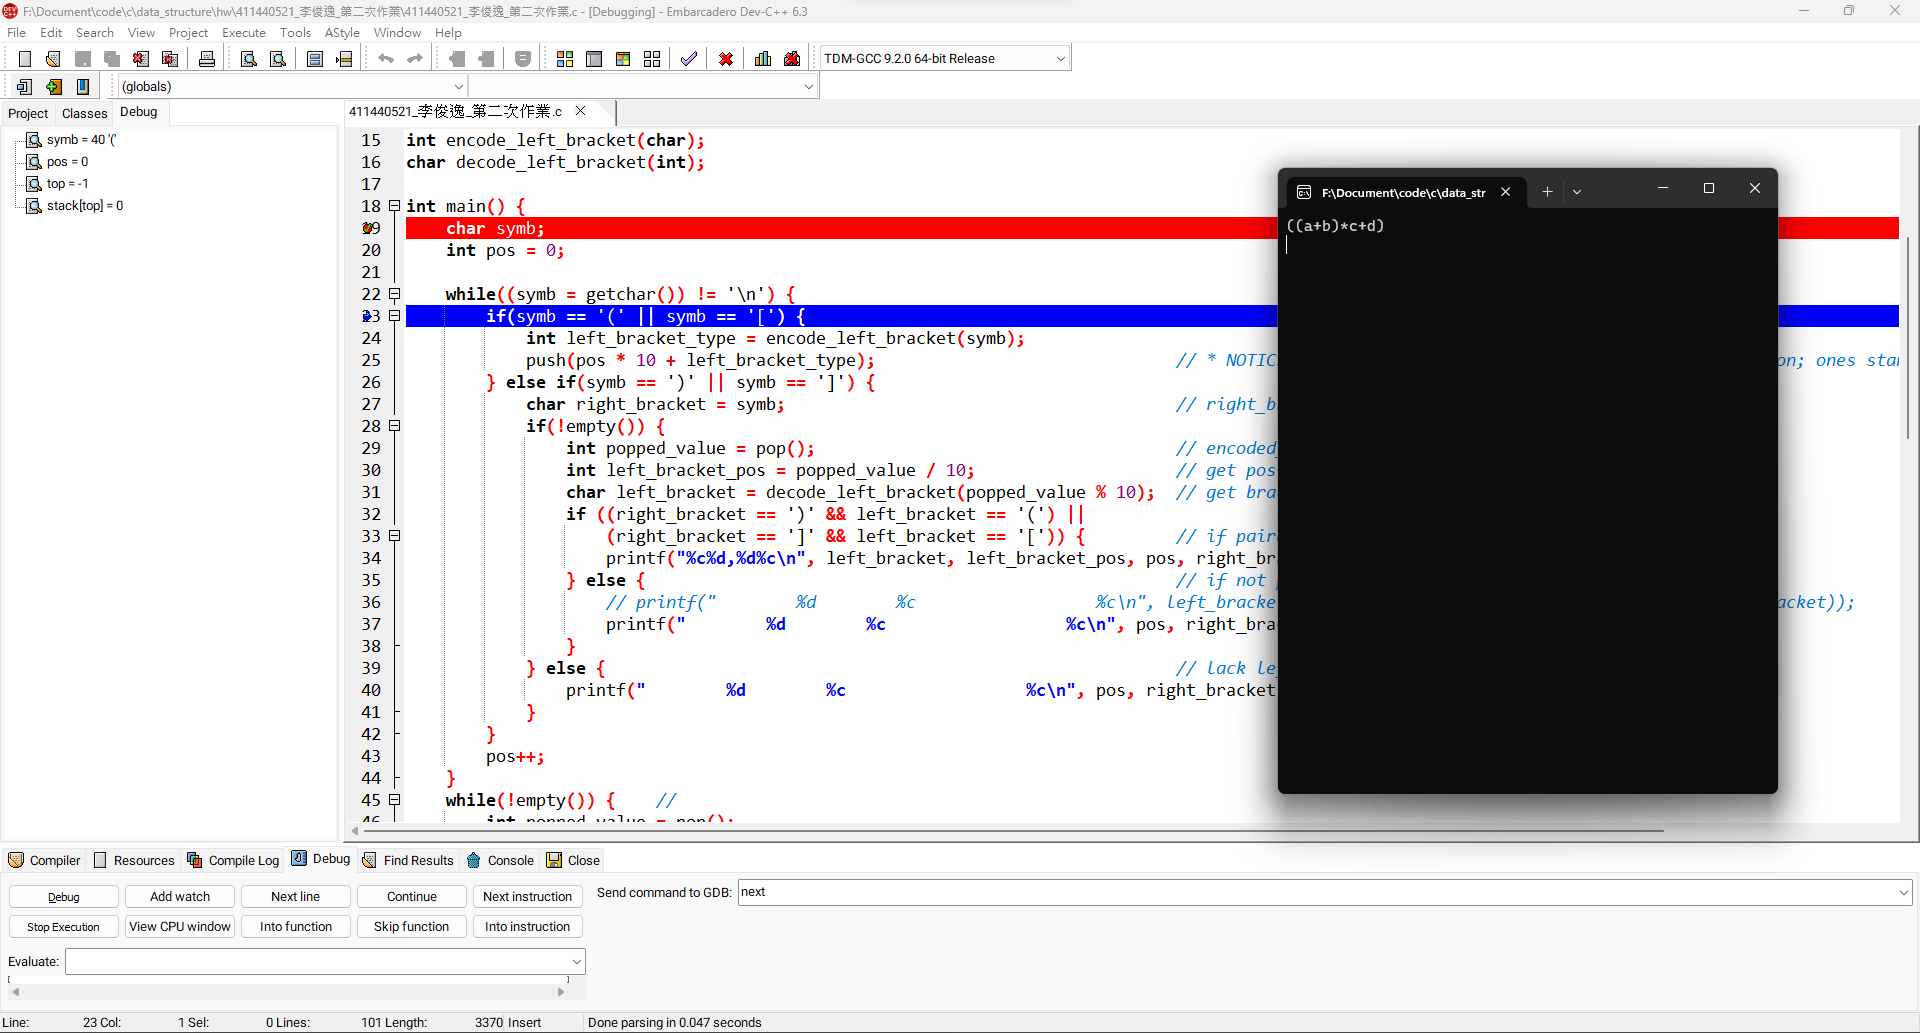 F:\Document\code\c\data_structure\hw\411440521_李俊逸_第二次作業\411440521_李俊逸_第二次作業.c - [Debugging] - Embarcadero Dev-C++ 6.3
File Edit Search View Project Execute Tools AStyle Window Help
TDM-GCC 9.2.0 64-bit Release
(globals)
Project Classes Debug
411440521_李俊逸_第二次作業.c
symb = 40 '('
pos = 0
top = -1
stack[top] = 0
15 int encode_left_bracket(char);
16 char decode_left_bracket(int);
17
18 int main() {
19 char symb;
20 int pos = 0;
21
22 while((symb = getchar()) != '\n') {
23 if(symb == '(' || symb == '[') {
24 int left_bracket_type = encode_left_bracket(symb);
25 push(pos * 10 + left_bracket_type); // * NOTIC on; ones sta
26 } else if(symb == ')' || symb == ']') {
27 char right_bracket = symb; // right_b
28 if(!empty()) {
29 int popped_value = pop(); // encoded
30 int left_bracket_pos = popped_value / 10; // get pos
31 char left_bracket = decode_left_bracket(popped_value % 10); // get bra
32 if ((right_bracket == ')' && left_bracket == '(') ||
33 (right_bracket == ']' && left_bracket == '[')) { // if pair
34 printf("%c%d,%d%c\n", left_bracket, left_bracket_pos, pos, right_br
35 } else { // if not
36 // printf(" %d %c %c\n", left_bracke acket));
37 printf(" %d %c %c\n", pos, right_bra
38 }
39 } else { // lack le
40 printf(" %d %c %c\n", pos, right_bracket
41 }
42 }
43 pos++;
44 }
45 while(!empty()) { //
46 int popped_value = pop();
F:\Document\code\c\data_str
((a+b)*c+d)
Compiler Resources Compile Log Debug Find Results Console Close
Debug Add watch Next line Continue Next instruction
Send command to GDB: next
Stop Execution View CPU window Into function Skip function Into instruction
Evaluate:
Line: 23 Col: 1 Sel: 0 Lines: 101 Length: 3370 Insert Done parsing in 0.047 seconds